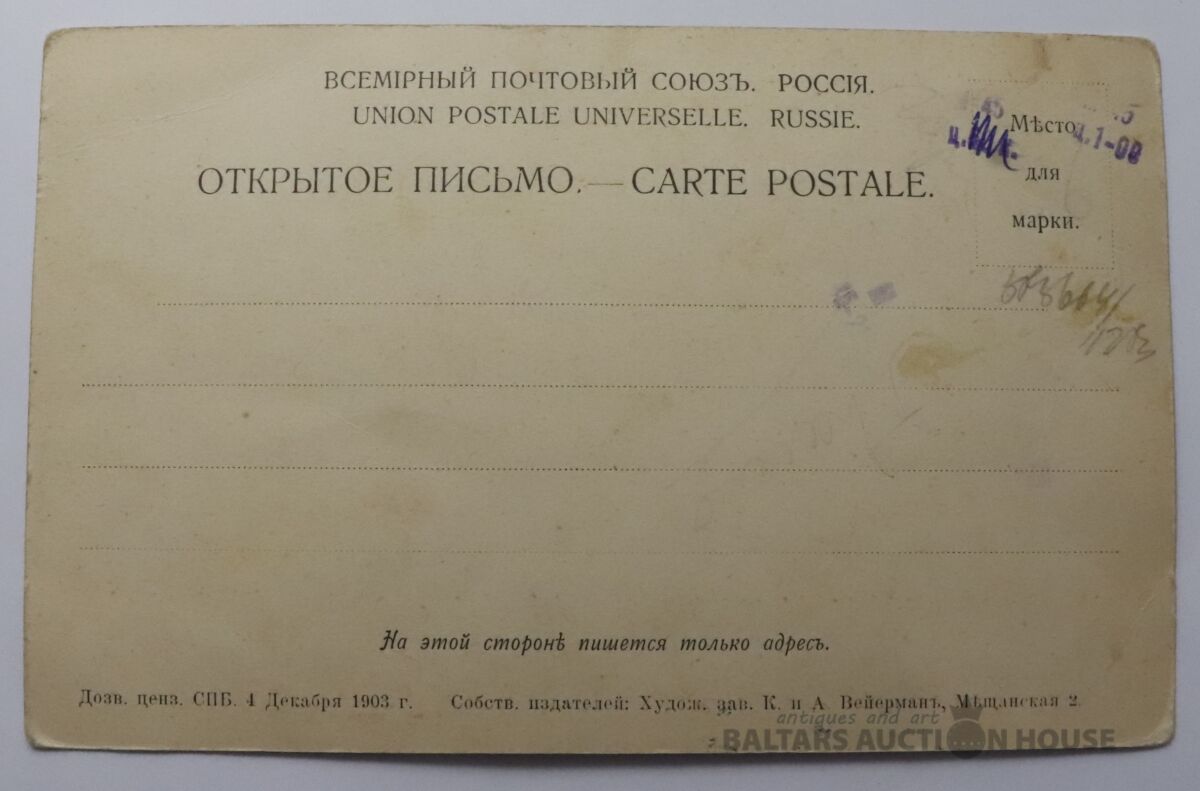 ВСЕМІРНЫЙ ПОЧТОВЫЙ СОЮЗЪ. РОССІЯ.
UNION POSTALE UNIVERSELLE. RUSSIE.
ОТКРЫТОЕ ПИСЬМО.—CARTE POSTALE.
Мѣсто
для
марки.
ц.1-00
На этой сторонѣ пишется только адресъ.
Дозв. ценз. СПБ. 4 Декабря 1903 г. Собств. издателей: Худож. зав. К. и А Вейерманъ, Мѣщанская 2.
antiques and art
BALTARS AUCTION HOUSE